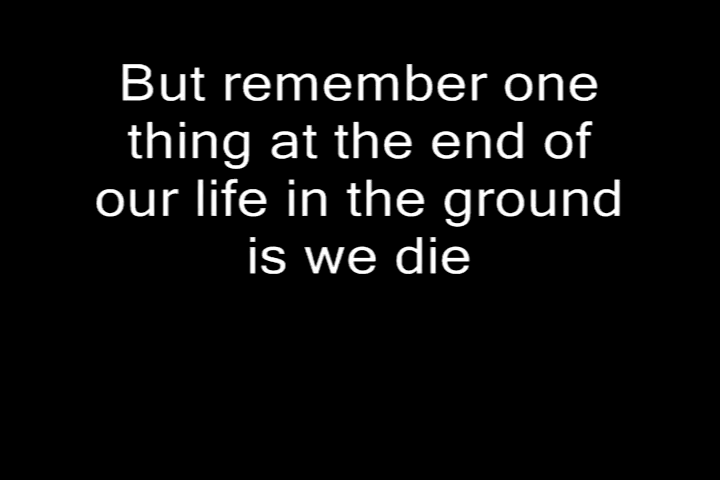 But remember one
thing at the end of
our life in the ground
is we die